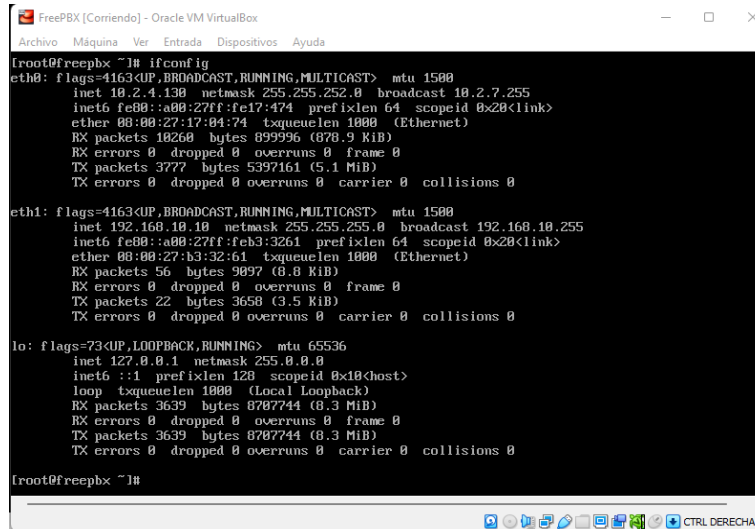 FreePBX [Corriendo] - Oracle VM VirtualBox
Archivo Máquina Ver Entrada Dispositivos Ayuda
[root@freepbx ~]# ifconfig
eth0: flags=4163<UP,BROADCAST,RUNNING,MULTICAST> mtu 1500
inet 10.2.4.130 netmask 255.255.252.0 broadcast 10.2.7.255
inet6 fe80::a00:27ff:fe17:474 prefixlen 64 scopeid 0x20<link>
ether 08:00:27:17:04:74 txqueuelen 1000 (Ethernet)
RX packets 10260 bytes 899996 (878.9 KiB)
RX errors 0 dropped 0 overruns 0 frame 0
TX packets 3777 bytes 5397161 (5.1 MiB)
TX errors 0 dropped 0 overruns 0 carrier 0 collisions 0
eth1: flags=4163<UP,BROADCAST,RUNNING,MULTICAST> mtu 1500
inet 192.168.10.10 netmask 255.255.255.0 broadcast 192.168.10.255
inet6 fe80::a00:27ff:feb3:3261 prefixlen 64 scopeid 0x20<link>
ether 08:00:27:b3:32:61 txqueuelen 1000 (Ethernet)
RX packets 56 bytes 9097 (8.8 KiB)
RX errors 0 dropped 0 overruns 0 frame 0
TX packets 22 bytes 3658 (3.5 KiB)
TX errors 0 dropped 0 overruns 0 carrier 0 collisions 0
lo: flags=73<UP,LOOPBACK,RUNNING> mtu 65536
inet 127.0.0.1 netmask 255.0.0.0
inet6 ::1 prefixlen 128 scopeid 0x10<host>
loop txqueuelen 1000 (Local Loopback)
RX packets 3639 bytes 8707744 (8.3 MiB)
RX errors 0 dropped 0 overruns 0 frame 0
TX packets 3639 bytes 8707744 (8.3 MiB)
TX errors 0 dropped 0 overruns 0 carrier 0 collisions 0
[root@freepbx ~]#
CTRL DERECHA